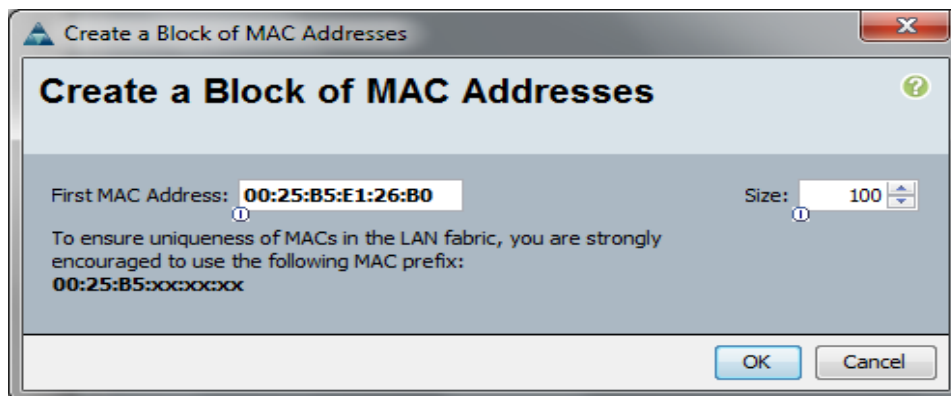 Create a Block of MAC Addresses
Create a Block of MAC Addresses
First MAC Address: 00:25:B5:E1:26:B0 Size: 100
To ensure uniqueness of MACs in the LAN fabric, you are strongly
encouraged to use the following MAC prefix:
00:25:B5:xx:xx:xx
OK Cancel